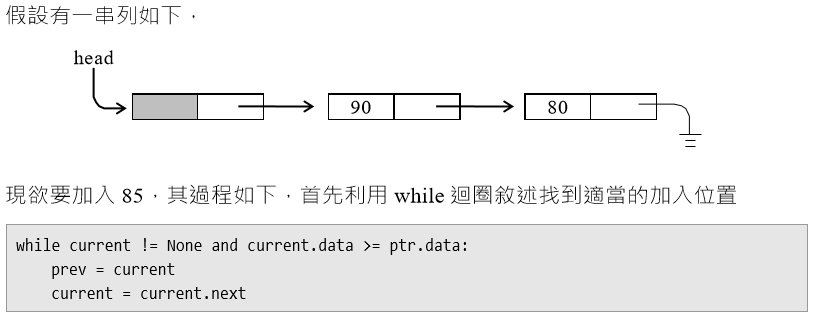 假設有一串列如下，
head
90
80
現欲要加入 85，其過程如下，首先利用 while 迴圈敘述找到適當的加入位置
while current != None and current.data >= ptr.data:
    prev = current
    current = current.next